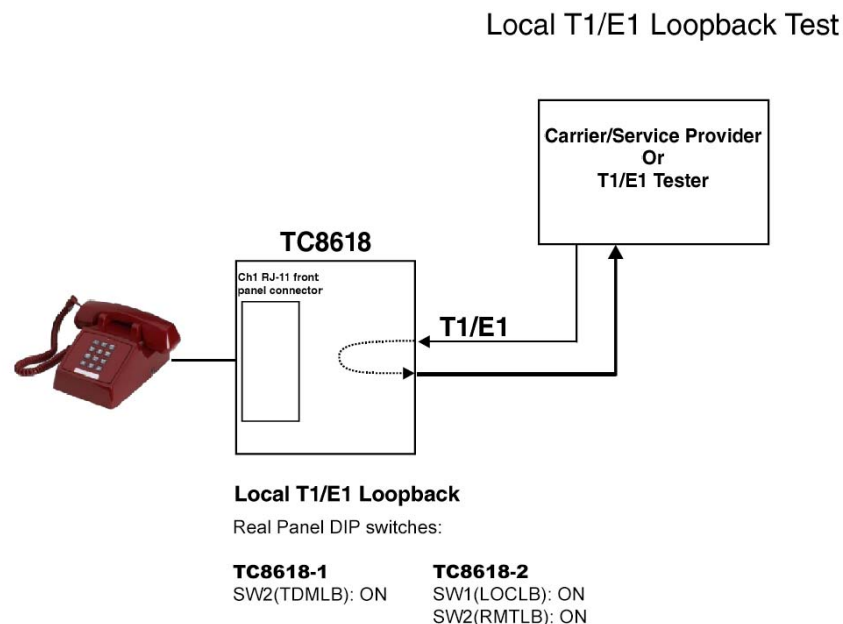 Local T1/E1 Loopback Test
Carrier/Service Provider
Or
T1/E1 Tester
TC8618
Ch1 RJ-11 front
panel connector
T1/E1
Local T1/E1 Loopback
Real Panel DIP switches:
TC8618-1
SW2(TDMLB): ON
TC8618-2
SW1(LOCLB): ON
SW2(RMTLB): ON